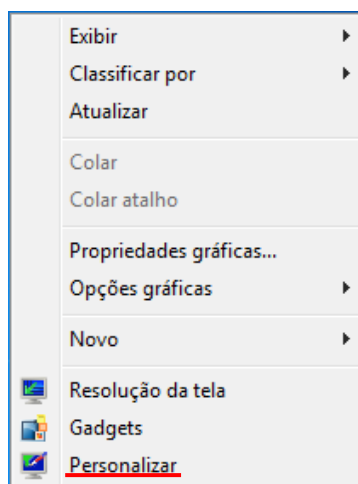 Exibir
Classificar por
Atualizar
Colar
Colar atalho
Propriedades gráficas...
Opções gráficas
Novo
Resolução da tela
Gadgets
Personalizar